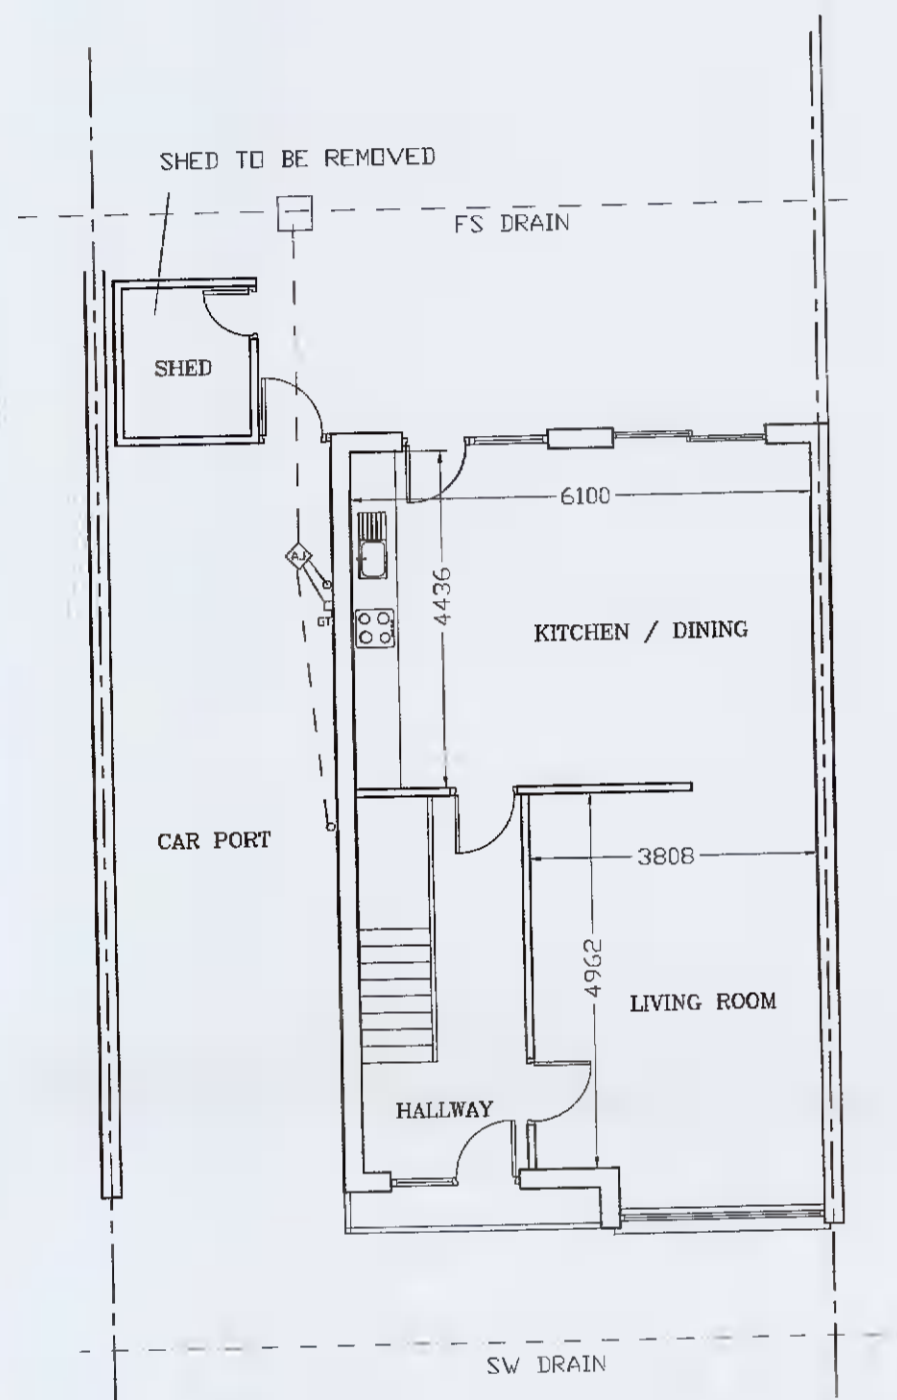 SHED TO BE REMOVED
FS DRAIN
SHED
6100
4436
KITCHEN / DINING
CAR PORT
3808
4962
LIVING ROOM
HALLWAY
SW DRAIN